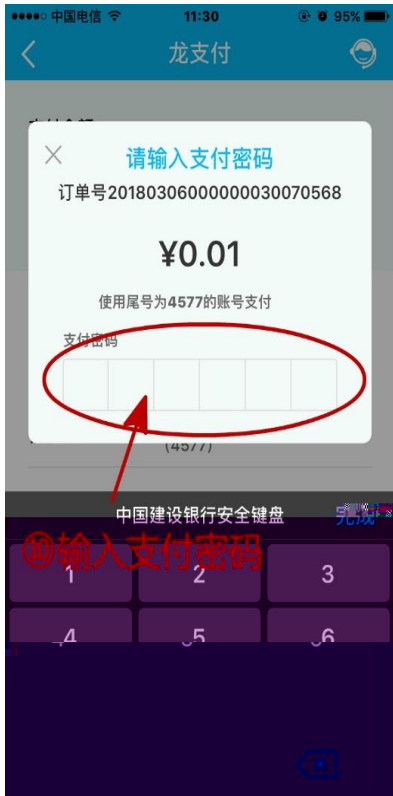 中国电信 11:30 95%
龙支付
请输入支付密码
订单号20180306000000030070568
¥0.01
使用尾号为4577的账号支付
支付密码
(4577)
中国建设银行安全键盘 完成
⑩输入支付密码
1 2 3
4 5 6